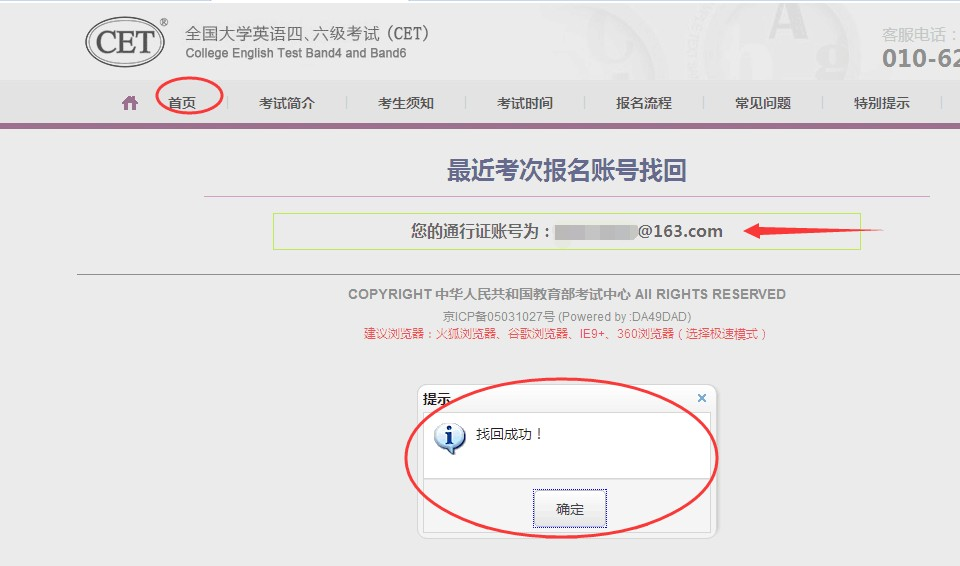 CET®
全国大学英语四、六级考试（CET）
College English Test Band4 and Band6
客服电话：
010-62
首页 考试简介 考生须知 考试时间 报名流程 常见问题 特别提示
最近考次报名账号找回
您的通行证账号为：@163.com
COPYRIGHT 中华人民共和国教育部考试中心 All RIGHTS RESERVED
京ICP备05031027号 (Powered by :DA49DAD)
建议浏览器：火狐浏览器、谷歌浏览器、IE9+、360浏览器（选择极速模式）
提示
找回成功！
确定